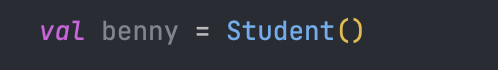 val benny = Student()